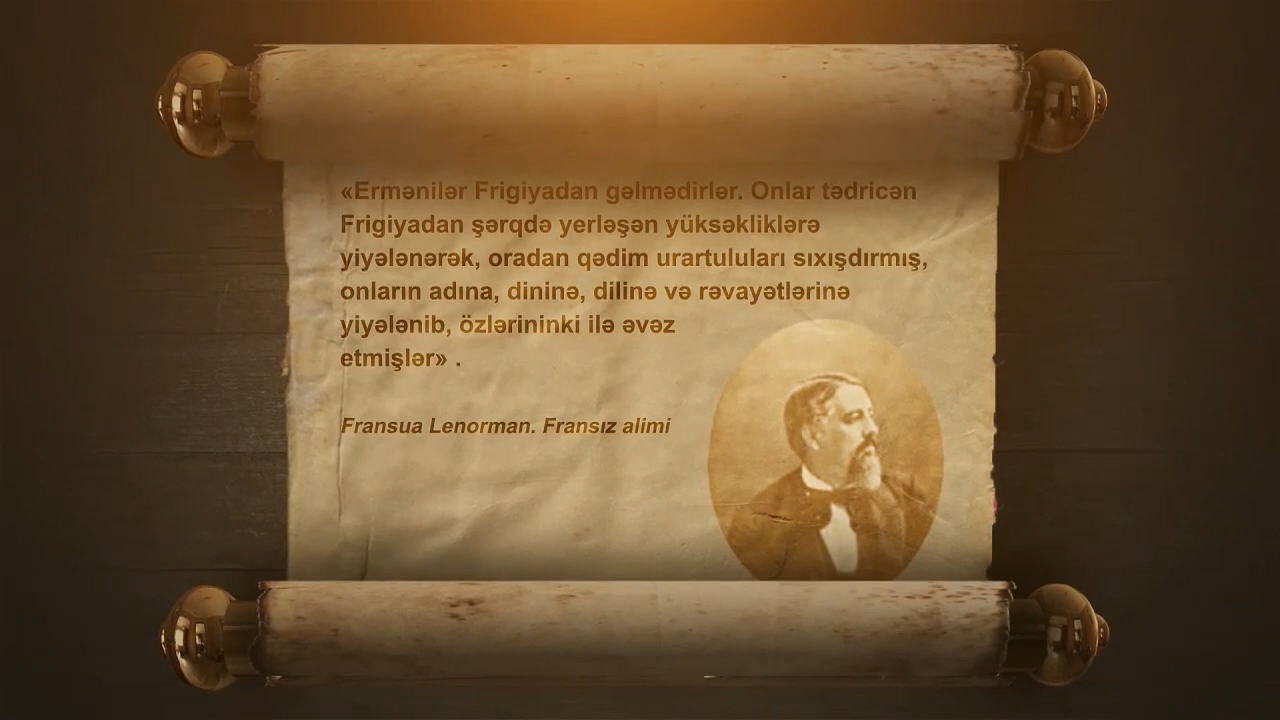 «Ermənilər Frigiyadan gəlmədirlər. Onlar tədricən
Frigiyadan şərqdə yerləşən yüksəkliklərə
yiyələnərək, oradan qədim urartuluları sıxışdırmış,
onların adına, dininə, dilinə və rəvayətlərinə
yiyələnib, özlərininki ilə əvəz
etmişlər» .
Fransua Lenorman. Fransız alimi